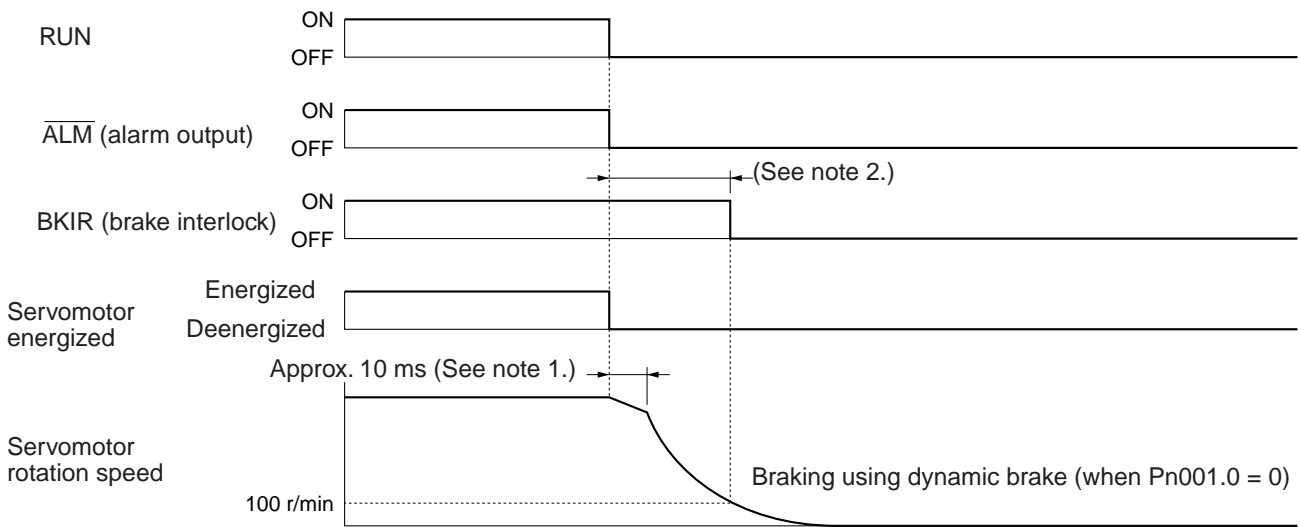 RUN
ON
OFF
ALM (alarm output)
ON
OFF
(See note 2.)
BKIR (brake interlock)
ON
OFF
Servomotor
energized
Energized
Deenergized
Approx. 10 ms (See note 1.)
Servomotor
rotation speed
Braking using dynamic brake (when Pn001.0 = 0)
100 r/min